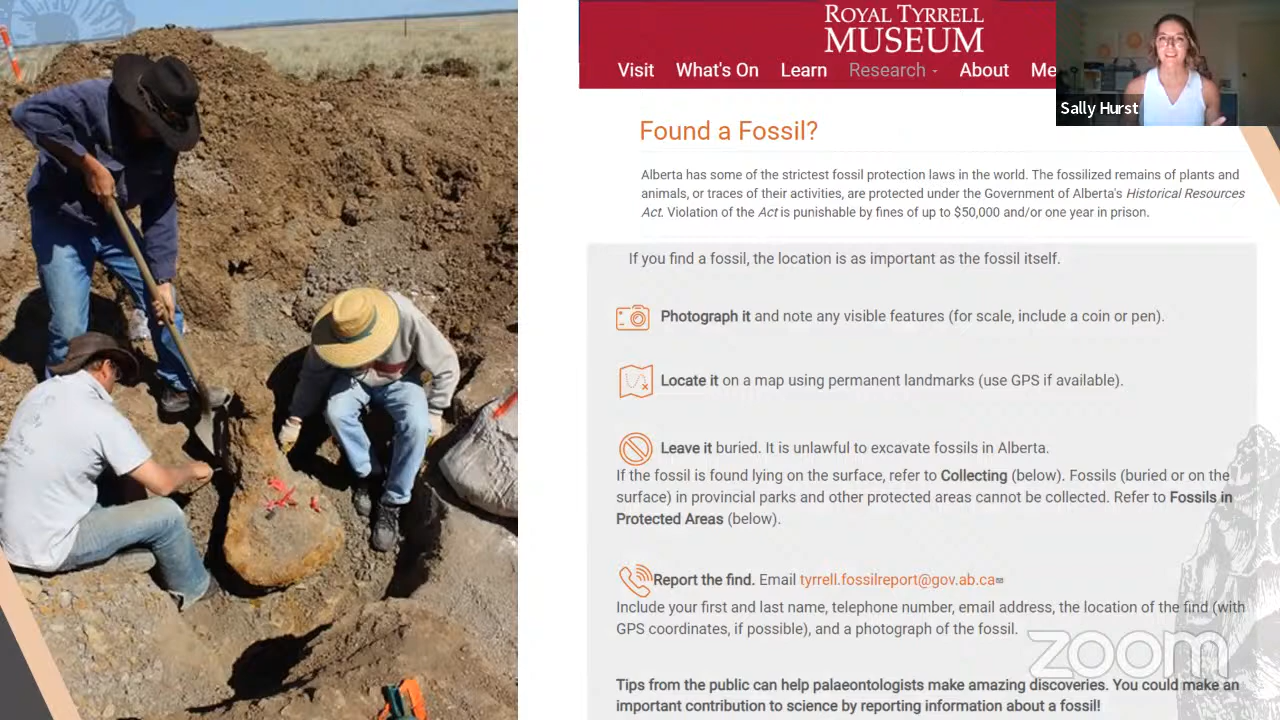 ROYAL TYRRELL
MUSEUM
Visit What's On Learn Research About Me
Sally Hurst
Found a Fossil?
Alberta has some of the strictest fossil protection laws in the world. The fossilized remains of plants and
animals, or traces of their activities, are protected under the Government of Alberta's Historical Resources
Act. Violation of the Act is punishable by fines of up to $50,000 and/or one year in prison.
If you find a fossil, the location is as important as the fossil itself.
Photograph it and note any visible features (for scale, include a coin or pen).
Locate it on a map using permanent landmarks (use GPS if available).
Leave it buried. It is unlawful to excavate fossils in Alberta.
If the fossil is found lying on the surface, refer to Collecting (below). Fossils (buried or on the
surface) in provincial parks and other protected areas cannot be collected. Refer to Fossils in
Protected Areas (below).
Report the find. Email tyrrell.fossilreport@gov.ab.ca
Include your first and last name, telephone number, email address, the location of the find (with
GPS coordinates, if possible), and a photograph of the fossil.
zoom
Tips from the public can help palaeontologists make amazing discoveries. You could make an
important contribution to science by reporting information about a fossil!